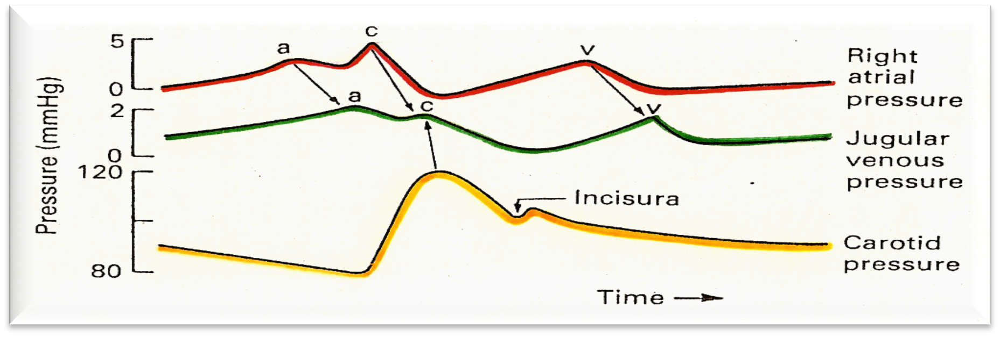 Pressure (mmHg)
5
0
a
c
v
Right
atrial
pressure
2
0
a
c
v
Jugular
venous
pressure
120
80
Incisura
Carotid
pressure
Time